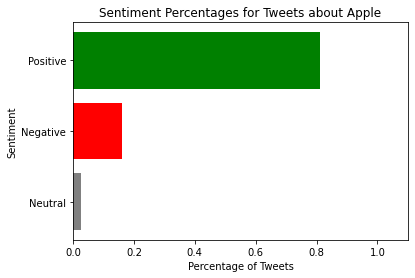 Sentiment Percentages for Tweets about Apple
Sentiment
Positive
Negative
Neutral
0.0 0.2 0.4 0.6 0.8 1.0
Percentage of Tweets